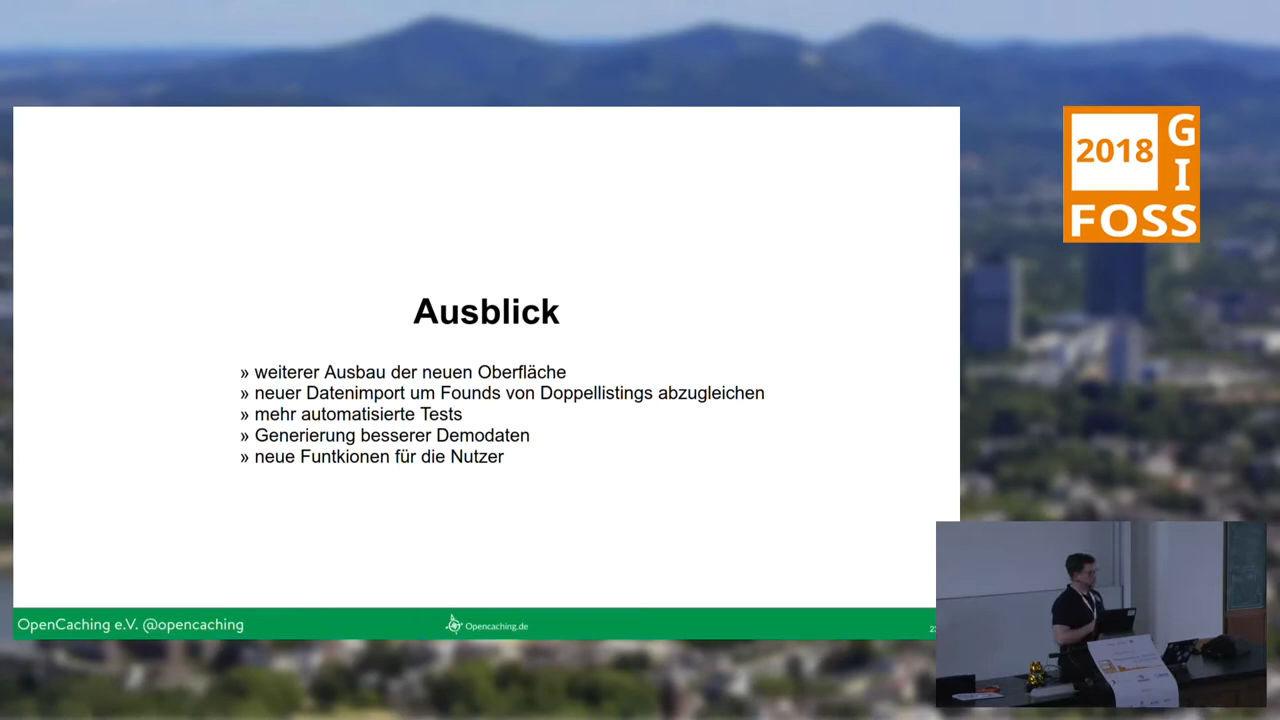 2018
G
I
FOSS
Ausblick
» weiterer Ausbau der neuen Oberfläche
» neuer Datenimport um Founds von Doppellistings abzugleichen
» mehr automatisierte Tests
» Generierung besserer Demodaten
» neue Funtkionen für die Nutzer
OpenCaching e.V. @opencaching
Opencaching.de